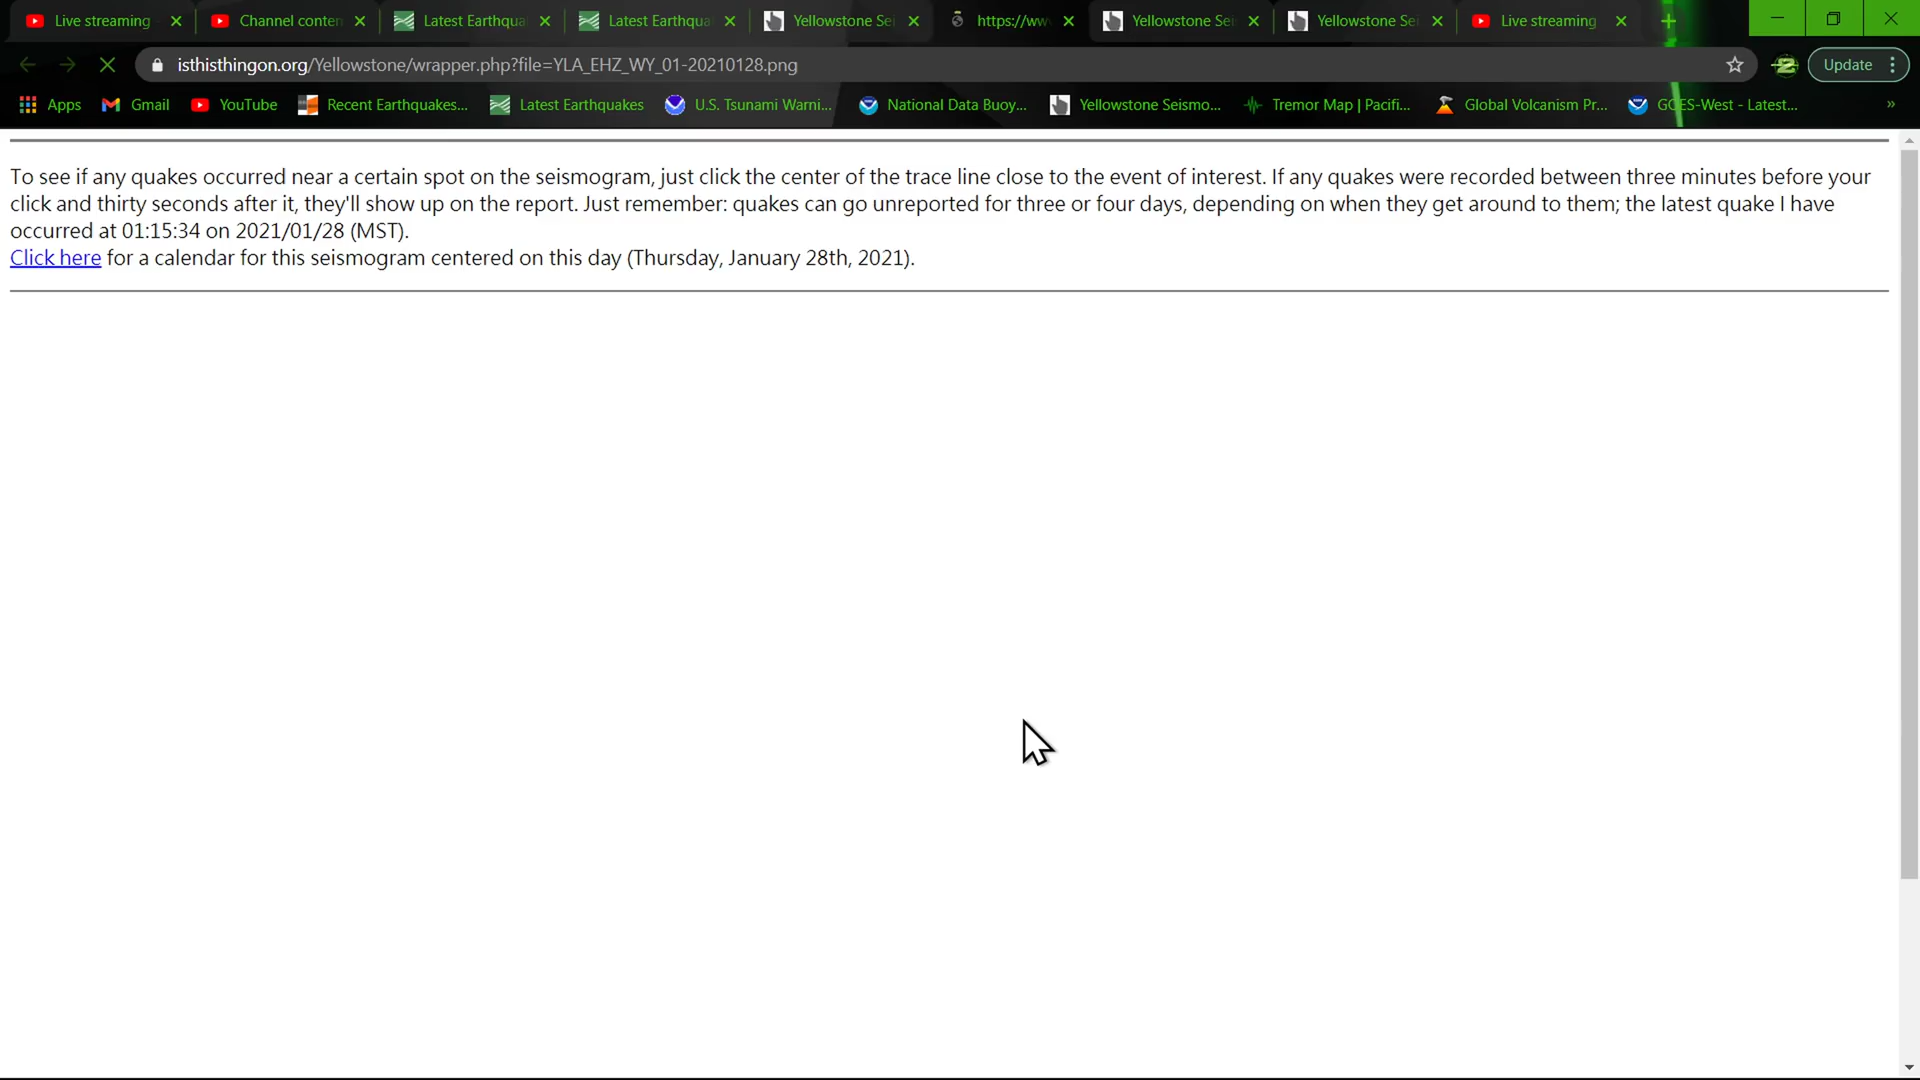 Live streaming
Channel conten
Latest Earthqua
Latest Earthqua
Yellowstone Sei
https://ww
Yellowstone Sei
Yellowstone Sei
Live streaming
isthisthingon.org/Yellowstone/wrapper.php?file=YLA_EHZ_WY_01-20210128.png
Update
Apps
Gmail
YouTube
Recent Earthquakes...
Latest Earthquakes
U.S. Tsunami Warni...
National Data Buoy...
Yellowstone Seismo...
Tremor Map | Pacifi...
Global Volcanism Pr...
GOES-West - Latest...
»
To see if any quakes occurred near a certain spot on the seismogram, just click the center of the trace line close to the event of interest. If any quakes were recorded between three minutes before your
click and thirty seconds after it, they'll show up on the report. Just remember: quakes can go unreported for three or four days, depending on when they get around to them; the latest quake I have
occurred at 01:15:34 on 2021/01/28 (MST).
Click here for a calendar for this seismogram centered on this day (Thursday, January 28th, 2021).